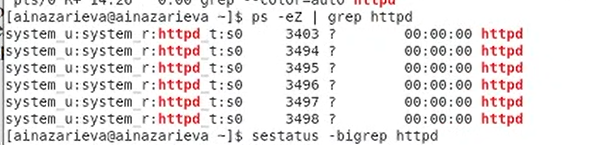 pts/0 R+ 14:26 0:00 grep --color=auto httpd
[ainazarieva@ainazarieva ~]$ ps -eZ | grep httpd
system_u:system_r:httpd_t:s0 3403 ? 00:00:00 httpd
system_u:system_r:httpd_t:s0 3494 ? 00:00:00 httpd
system_u:system_r:httpd_t:s0 3495 ? 00:00:00 httpd
system_u:system_r:httpd_t:s0 3496 ? 00:00:00 httpd
system_u:system_r:httpd_t:s0 3497 ? 00:00:00 httpd
system_u:system_r:httpd_t:s0 3498 ? 00:00:00 httpd
[ainazarieva@ainazarieva ~]$ sestatus -bigrep httpd